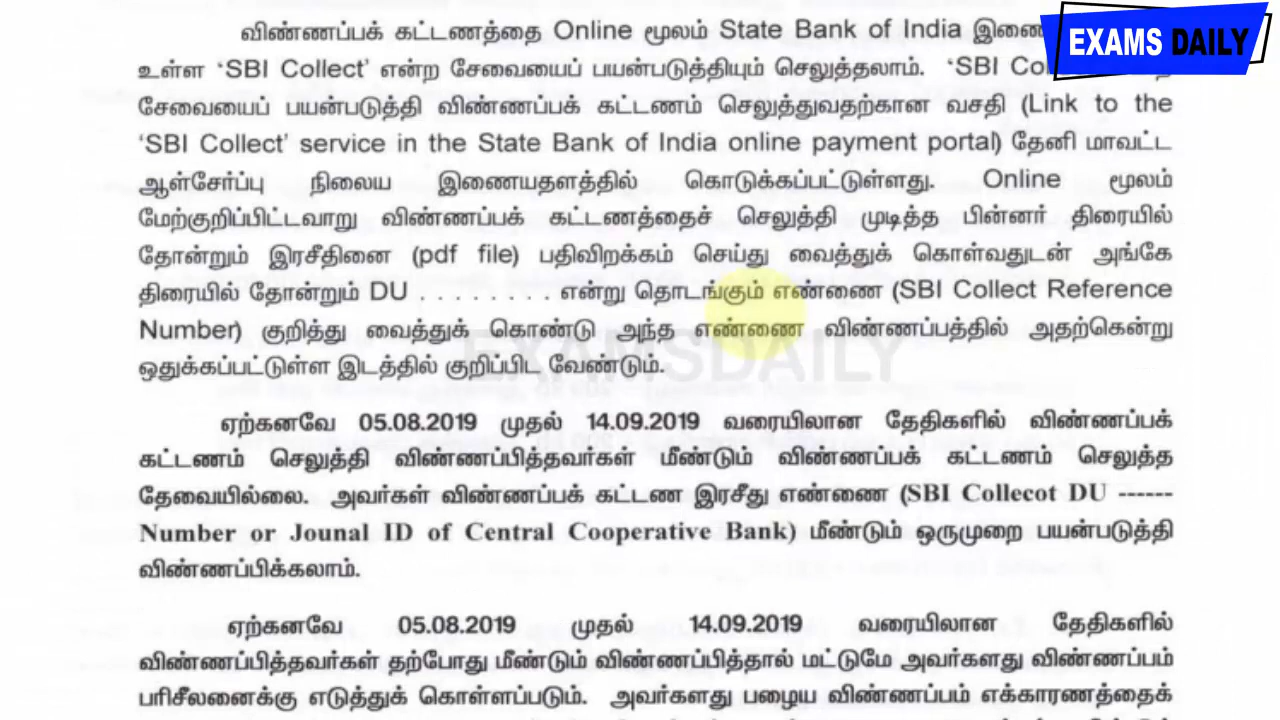 விண்ணப்பக் கட்டணத்தை Online மூலம் State Bank of India
EXAMS DAILY
உள்ள ‘SBI Collect’ என்ற சேவையைப் பயன்படுத்தியும் செலுத்தலாம். ‘SBI
சேவையைப் பயன்படுத்தி விண்ணப்பக் கட்டணம் செலுத்துவதற்கான வசதி (Link to the
‘SBI Collect’ service in the State Bank of India online payment portal) தேனி மாவட்ட
ஆள்சேர்ப்பு நிலைய இணையதளத்தில் கொடுக்கப்பட்டுள்ளது. Online மூலம்
மேற்குறிப்பிட்டவாறு விண்ணப்பக் கட்டணத்தைச் செலுத்தி முடித்த பின்னர் திரையில்
தோன்றும் இரசீதினை (pdf file) பதிவிறக்கம் செய்து வைத்துக் கொள்வதுடன் அங்கே
திரையில் தோன்றும் DU . . . . . . . . என்று தொடங்கும் எண்ணை (SBI Collect Reference
Number) குறித்து வைத்துக் கொண்டு அந்த எண்ணை விண்ணப்பத்தில் அதற்கென்று
EXAMSDAILY
ஒதுக்கப்பட்டுள்ள இடத்தில் குறிப்பிட வேண்டும்.
ஏற்கனவே 05.08.2019 முதல் 14.09.2019 வரையிலான தேதிகளில் விண்ணப்பக்
கட்டணம் செலுத்தி விண்ணப்பித்தவர்கள் மீண்டும் விண்ணப்பக் கட்டணம் செலுத்த
தேவையில்லை. அவர்கள் விண்ணப்பக் கட்டண இரசீது எண்ணை (SBI Collecot DU ------
Number or Jounal ID of Central Cooperative Bank) மீண்டும் ஒருமுறை பயன்படுத்தி
விண்ணப்பிக்கலாம்.
ஏற்கனவே 05.08.2019 முதல் 14.09.2019 வரையிலான தேதிகளில்
விண்ணப்பித்தவர்கள் தற்போது மீண்டும் விண்ணப்பித்தால் மட்டுமே அவர்களது விண்ணப்பம்
பரிசீலனைக்கு எடுத்துக் கொள்ளப்படும். அவர்களது பழைய விண்ணப்பம் எக்காரணத்தைக்